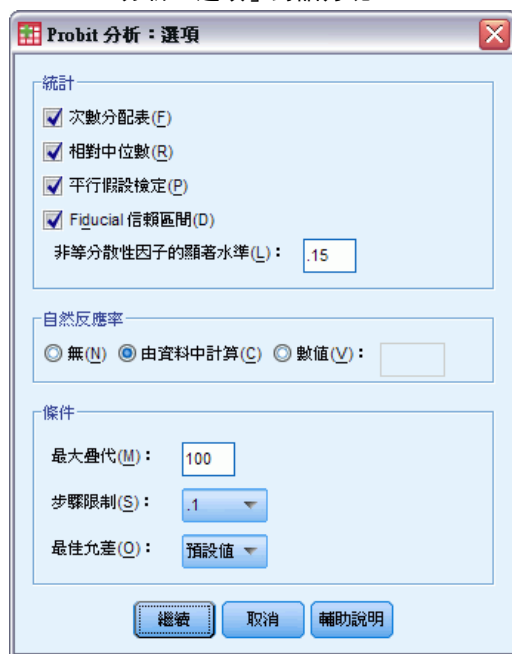 Probit 分析：選項
統計
次數分配表(F)
相對中位數(R)
平行假設檢定(P)
Fiducial 信賴區間(D)
非等分散性因子的顯著水準(L)： .15
自然反應率
無(N) 由資料中計算(C) 數值(V)：
條件
最大疊代(M)： 100
步驟限制(S)： .1
最佳允差(O)： 預設值
繼續 取消 輔助說明